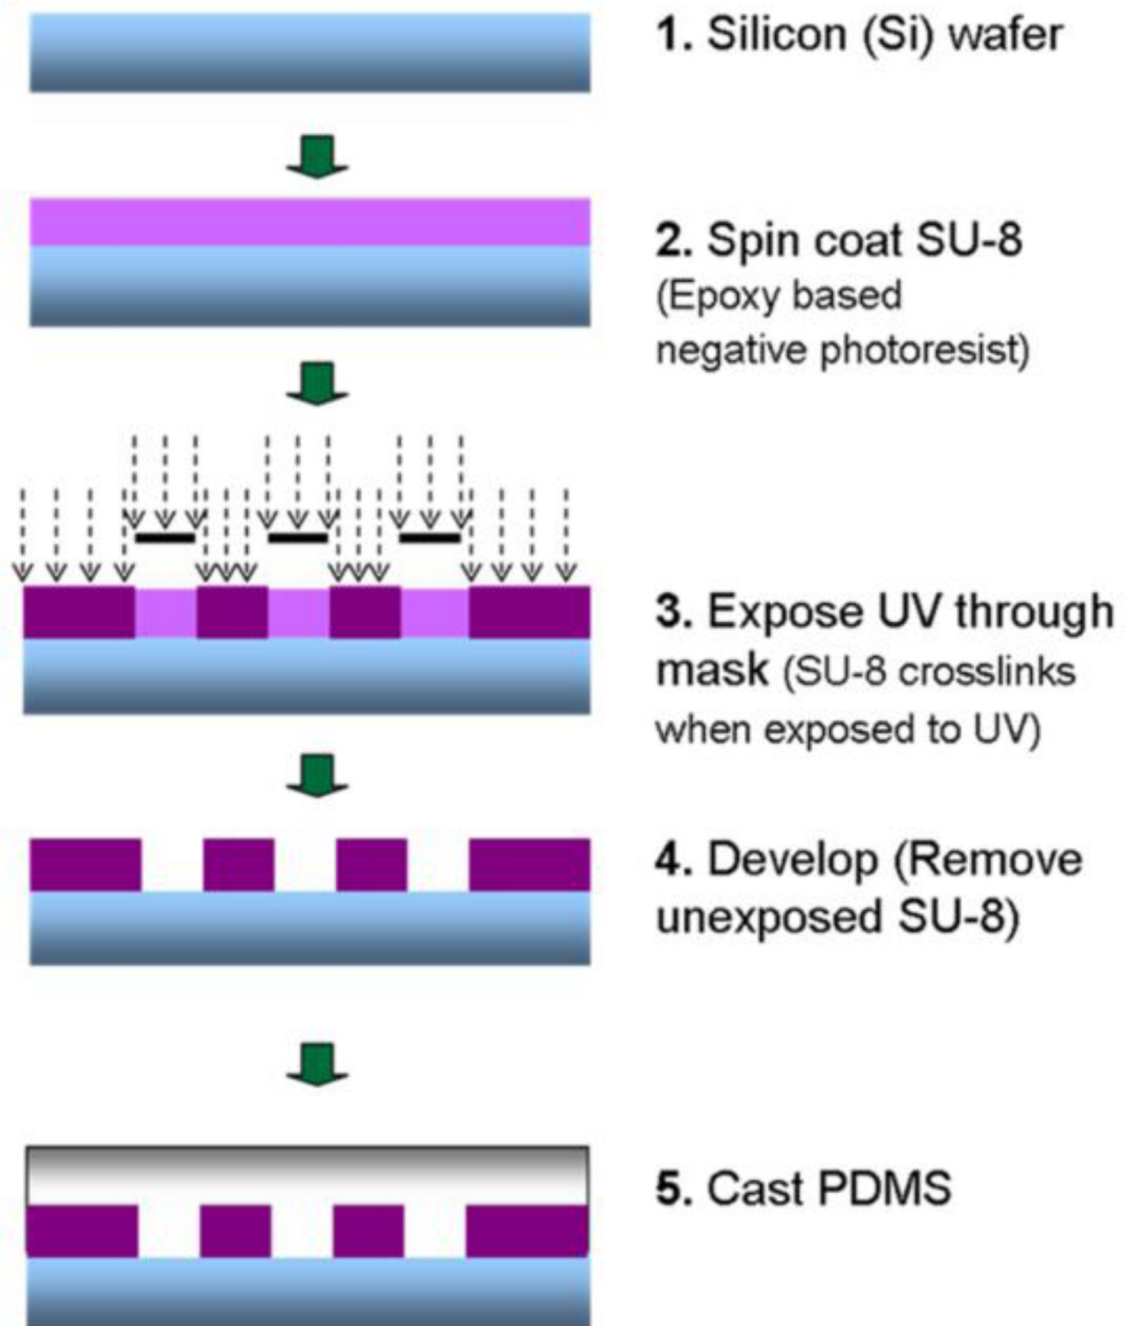 1. Silicon (Si) wafer
2. Spin coat SU-8
(Epoxy based
negative photoresist)
3. Expose UV through
mask (SU-8 crosslinks
when exposed to UV)
4. Develop (Remove
unexposed SU-8)
5. Cast PDMS